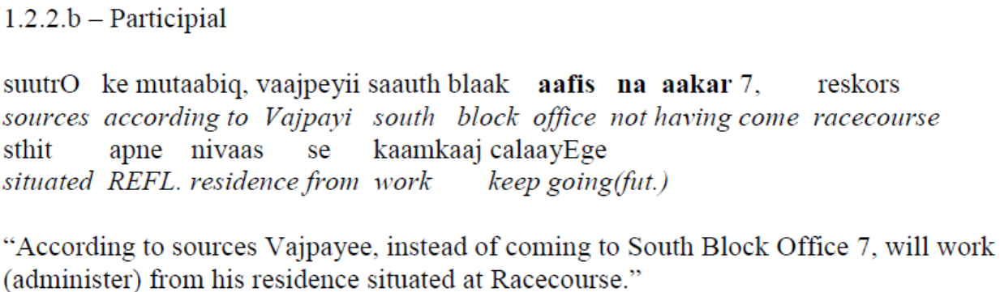 1.2.2.b – Participial
suutrO ke mutaabiq, vaajpeyii saauth blaak aafis na aakar 7, reskors
sources according to Vajpayi south block office not having come racecourse
sthit apne nivaas se kaamkaaj calaayEge
situated REFL. residence from work keep going(fut.)
“According to sources Vajpayee, instead of coming to South Block Office 7, will work
(administer) from his residence situated at Racecourse.”